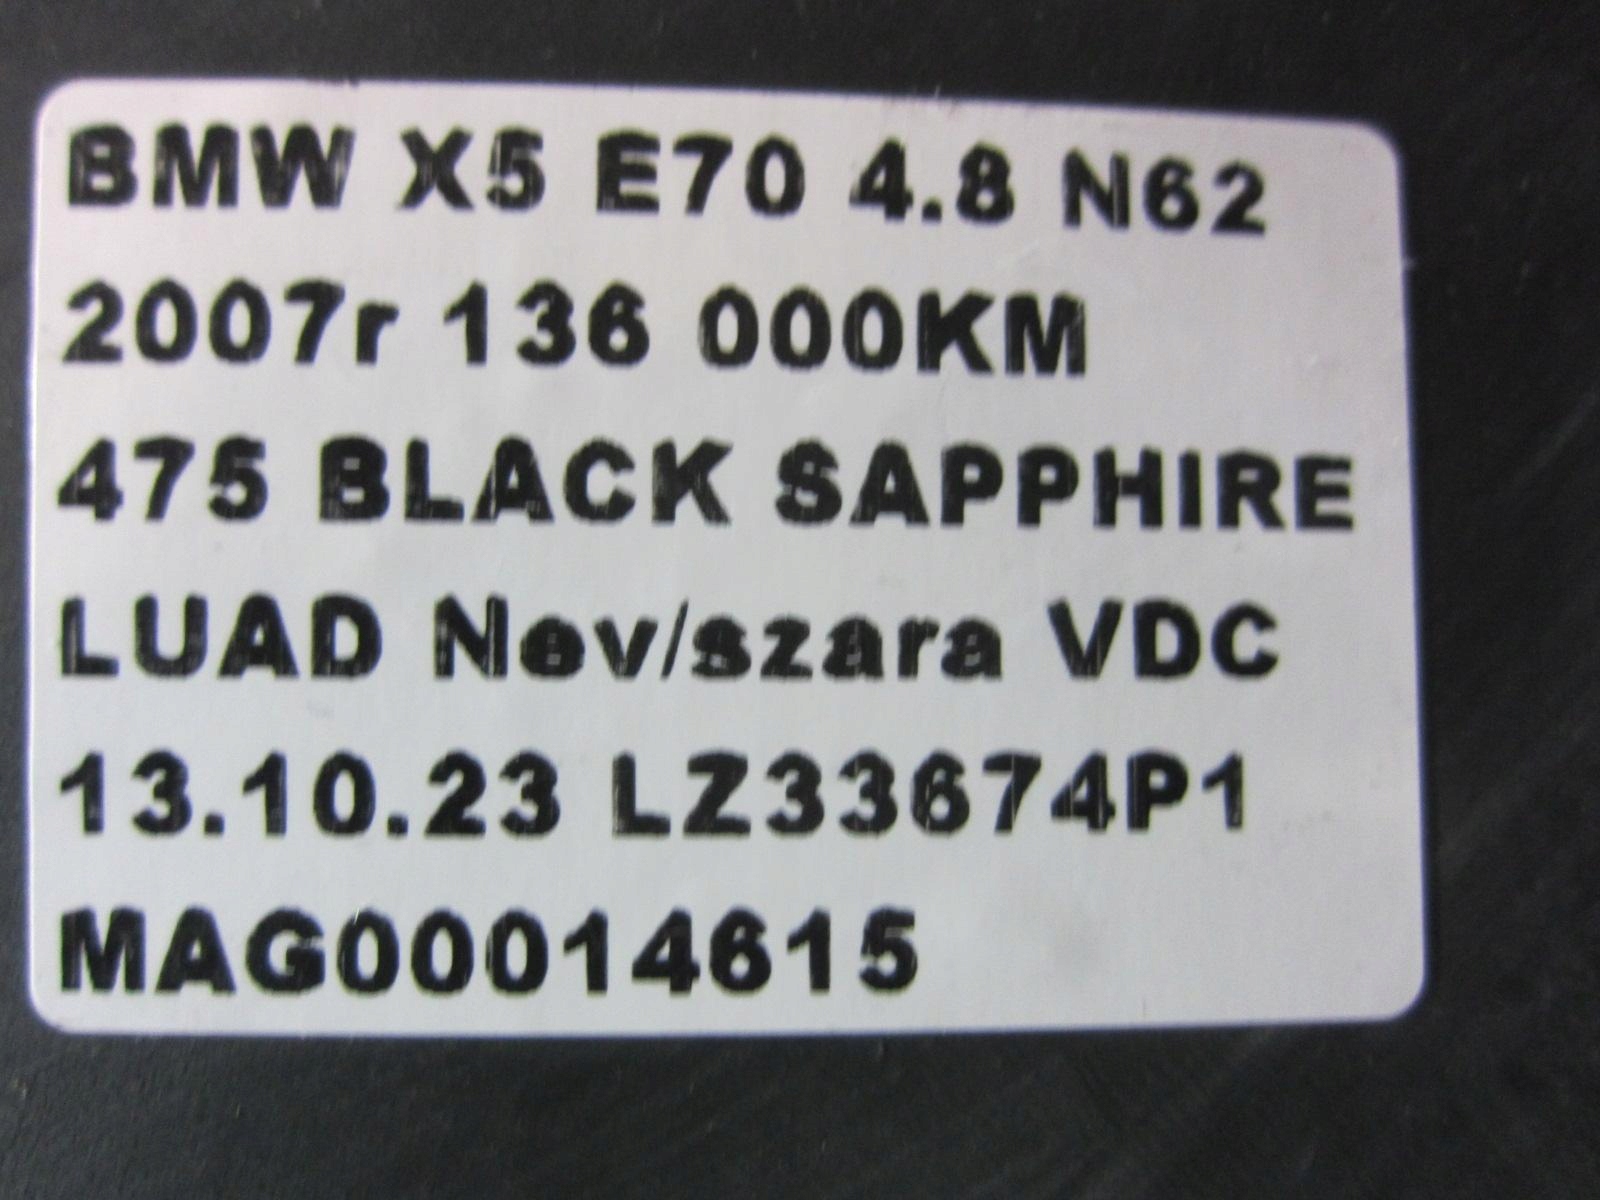 BMW X5 E70 4.8 N62
2007r 136 000KM
475 BLACK SAPPHIRE
LUAD Nev/szara VDC
13.10.23 LZ33674P1
MAG00014615